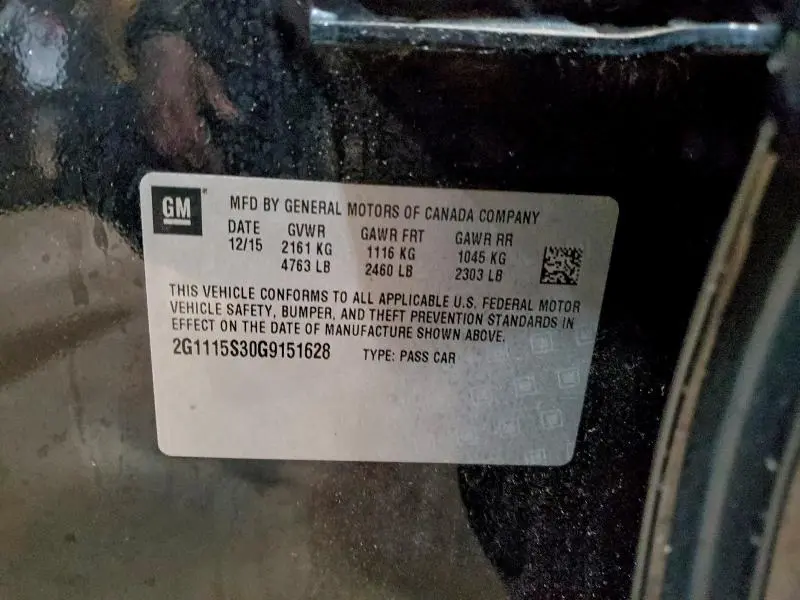 GM
MFD BY GENERAL MOTORS OF CANADA COMPANY
DATE GVWR GAWR FRT GAWR RR
12/15 2161 KG 1116 KG 1045 KG
4763 LB 2460 LB 2303 LB
THIS VEHICLE CONFORMS TO ALL APPLICABLE U.S. FEDERAL MOTOR
VEHICLE SAFETY, BUMPER, AND THEFT PREVENTION STANDARDS IN
EFFECT ON THE DATE OF MANUFACTURE SHOWN ABOVE.
2G1115S30G9151628 TYPE: PASS CAR